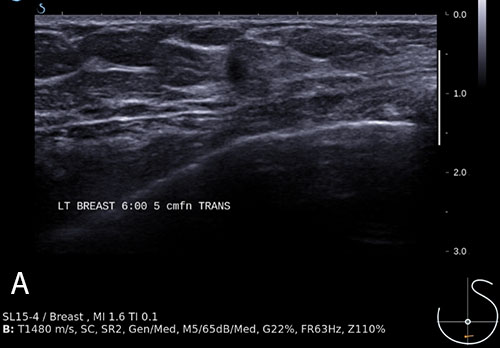 S
0.0
1.0
2.0
LT BREAST 6:00 5 cmfn TRANS
3.0
A
S
SL15-4 / Breast , MI 1.6 TI 0.1
B: T1480 m/s, SC, SR2, Gen/Med, M5/65dB/Med, G22%, FR63Hz, Z110%